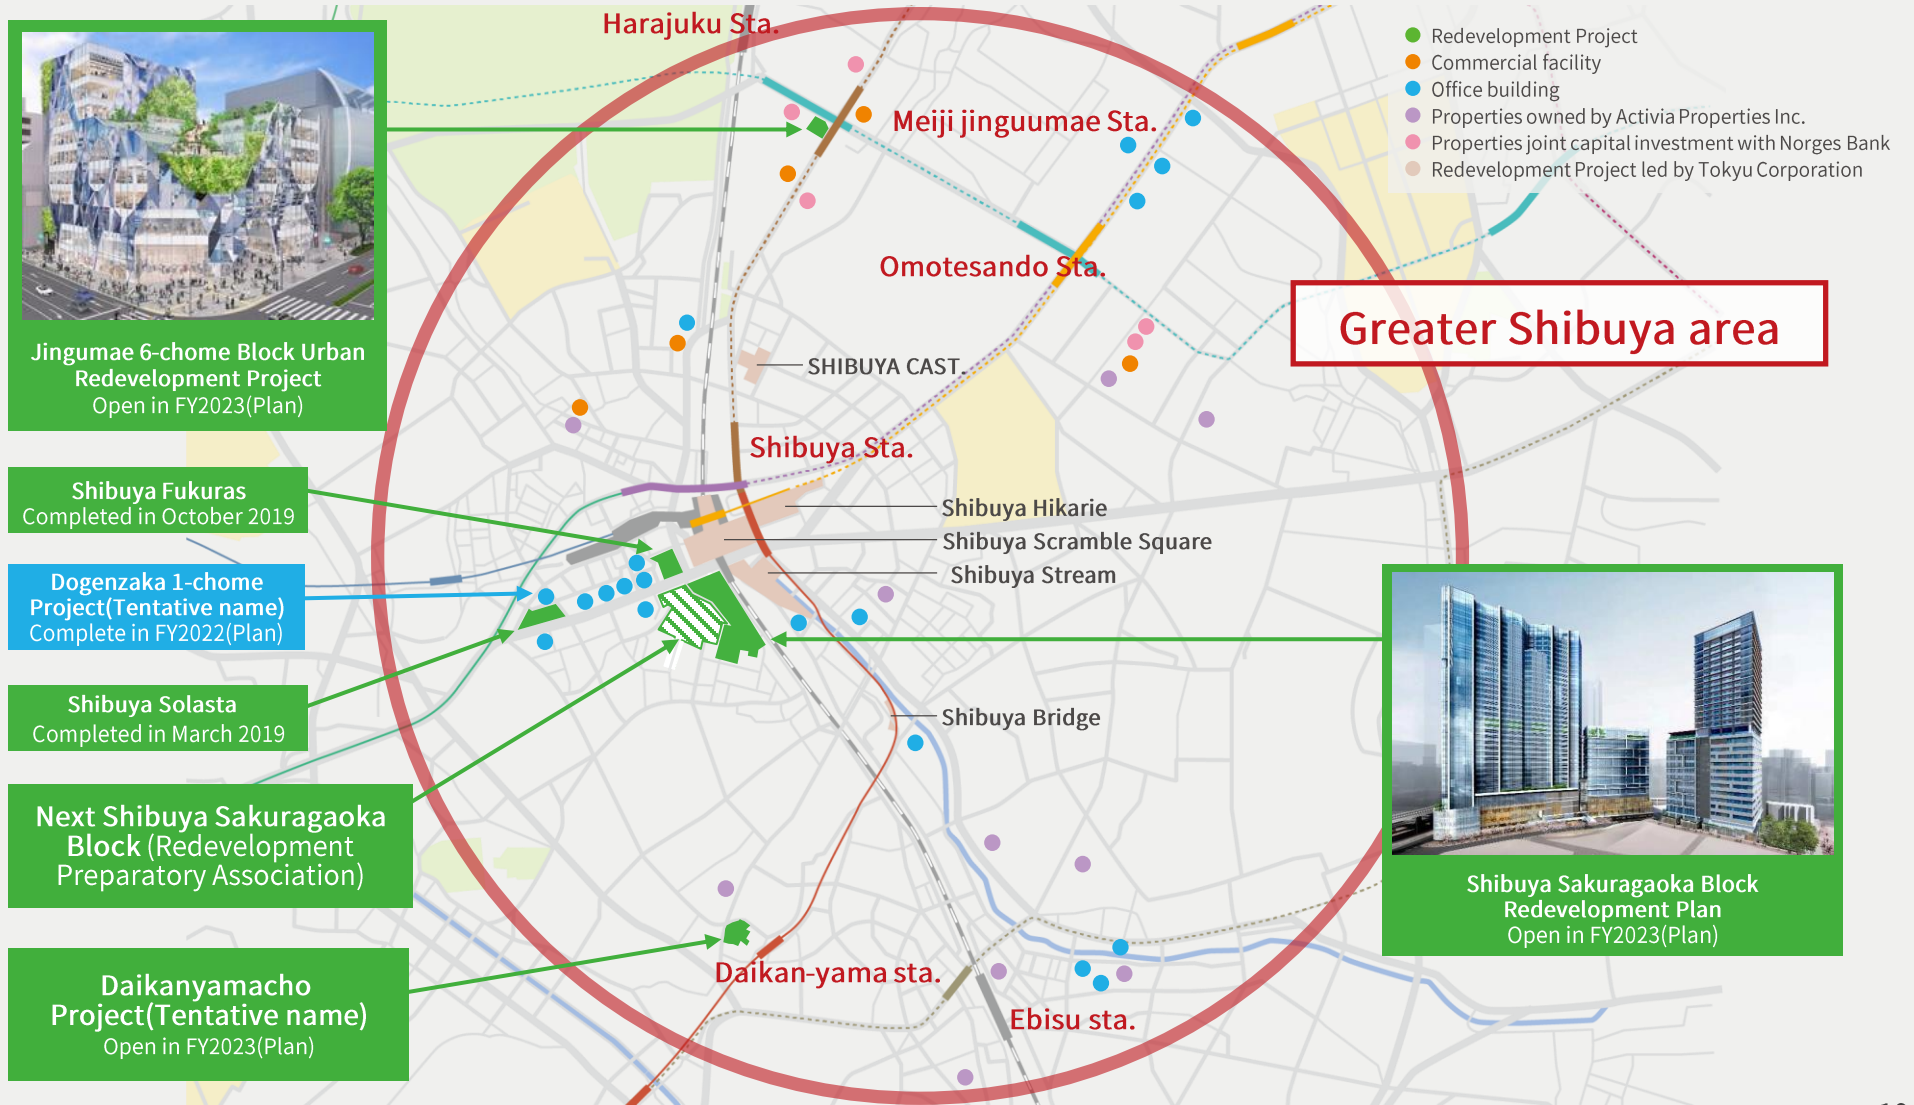 Harajuku Sta.
Redevelopment Project
Commercial facility
Office building
Properties owned by Activia Properties Inc.
Properties joint capital investment with Norges Bank
Redevelopment Project led by Tokyu Corporation
Meiji jinguumae Sta.
Omotesando Sta.
Greater Shibuya area
Jingumae 6-chome Block Urban
Redevelopment Project
Open in FY2023(Plan)
SHIBUYA CAST.
Shibuya Sta.
Shibuya Fukuras
Completed in October 2019
Shibuya Hikarie
Shibuya Scramble Square
Shibuya Stream
Dogenzaka 1-chome
Project(Tentative name)
Complete in FY2022(Plan)
Shibuya Solasta
Completed in March 2019
Shibuya Bridge
Next Shibuya Sakuragaoka
Block (Redevelopment
Preparatory Association)
Shibuya Sakuragaoka Block
Redevelopment Plan
Open in FY2023(Plan)
Daikanyamacho
Project(Tentative name)
Open in FY2023(Plan)
Daikan-yama sta.
Ebisu sta.